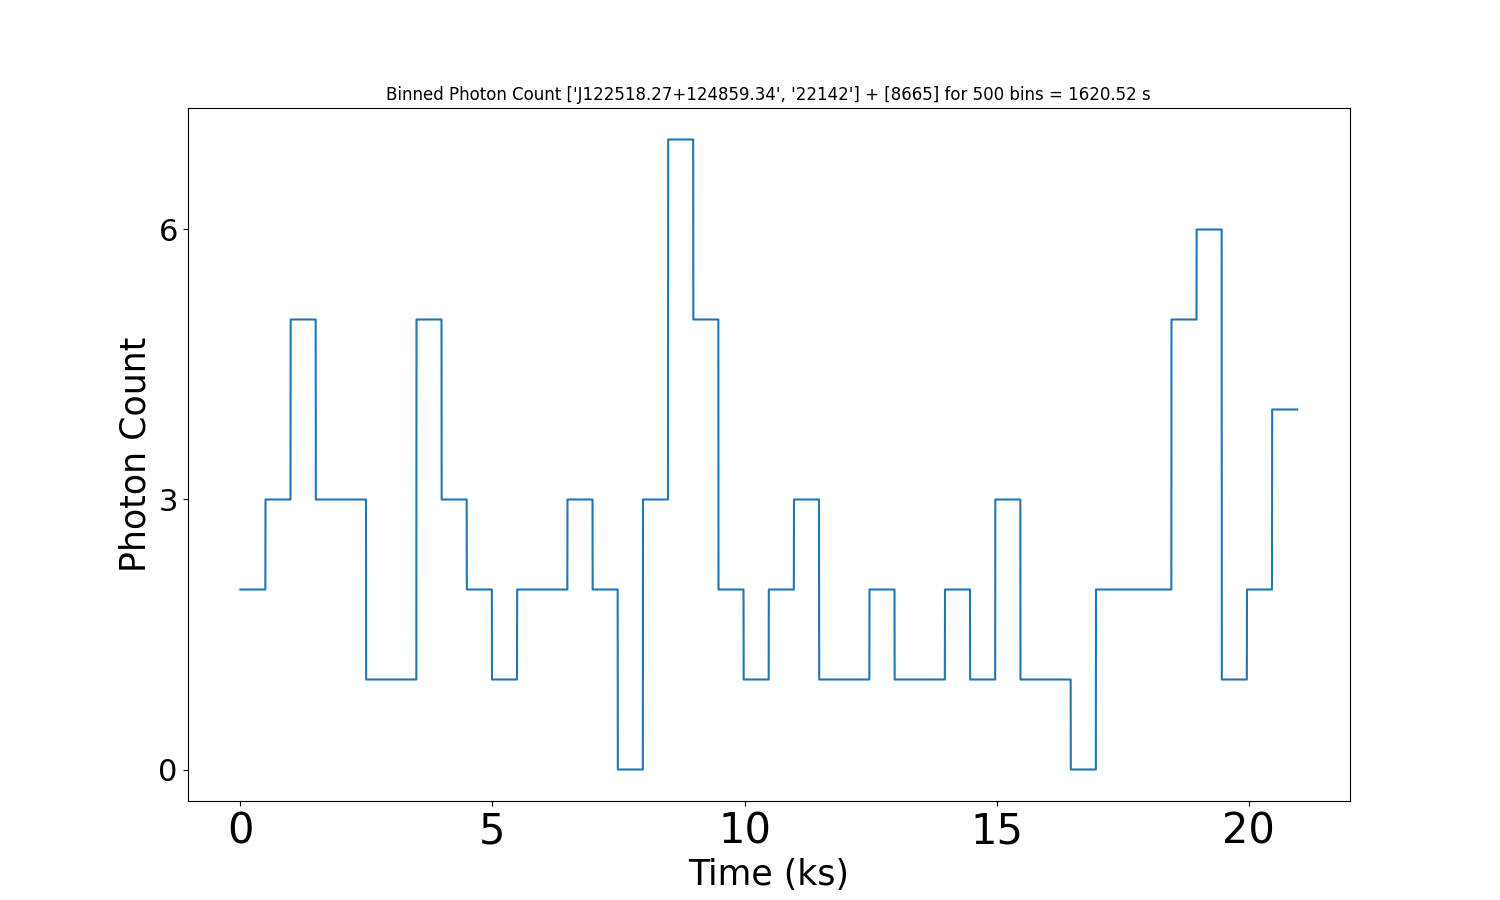 Binned Photon Count ['J122518.27+124859.34', '22142'] + [8665] for 500 bins = 1620.52 s
6
3
0
Photon Count
0 5 10 15 20
Time (ks)